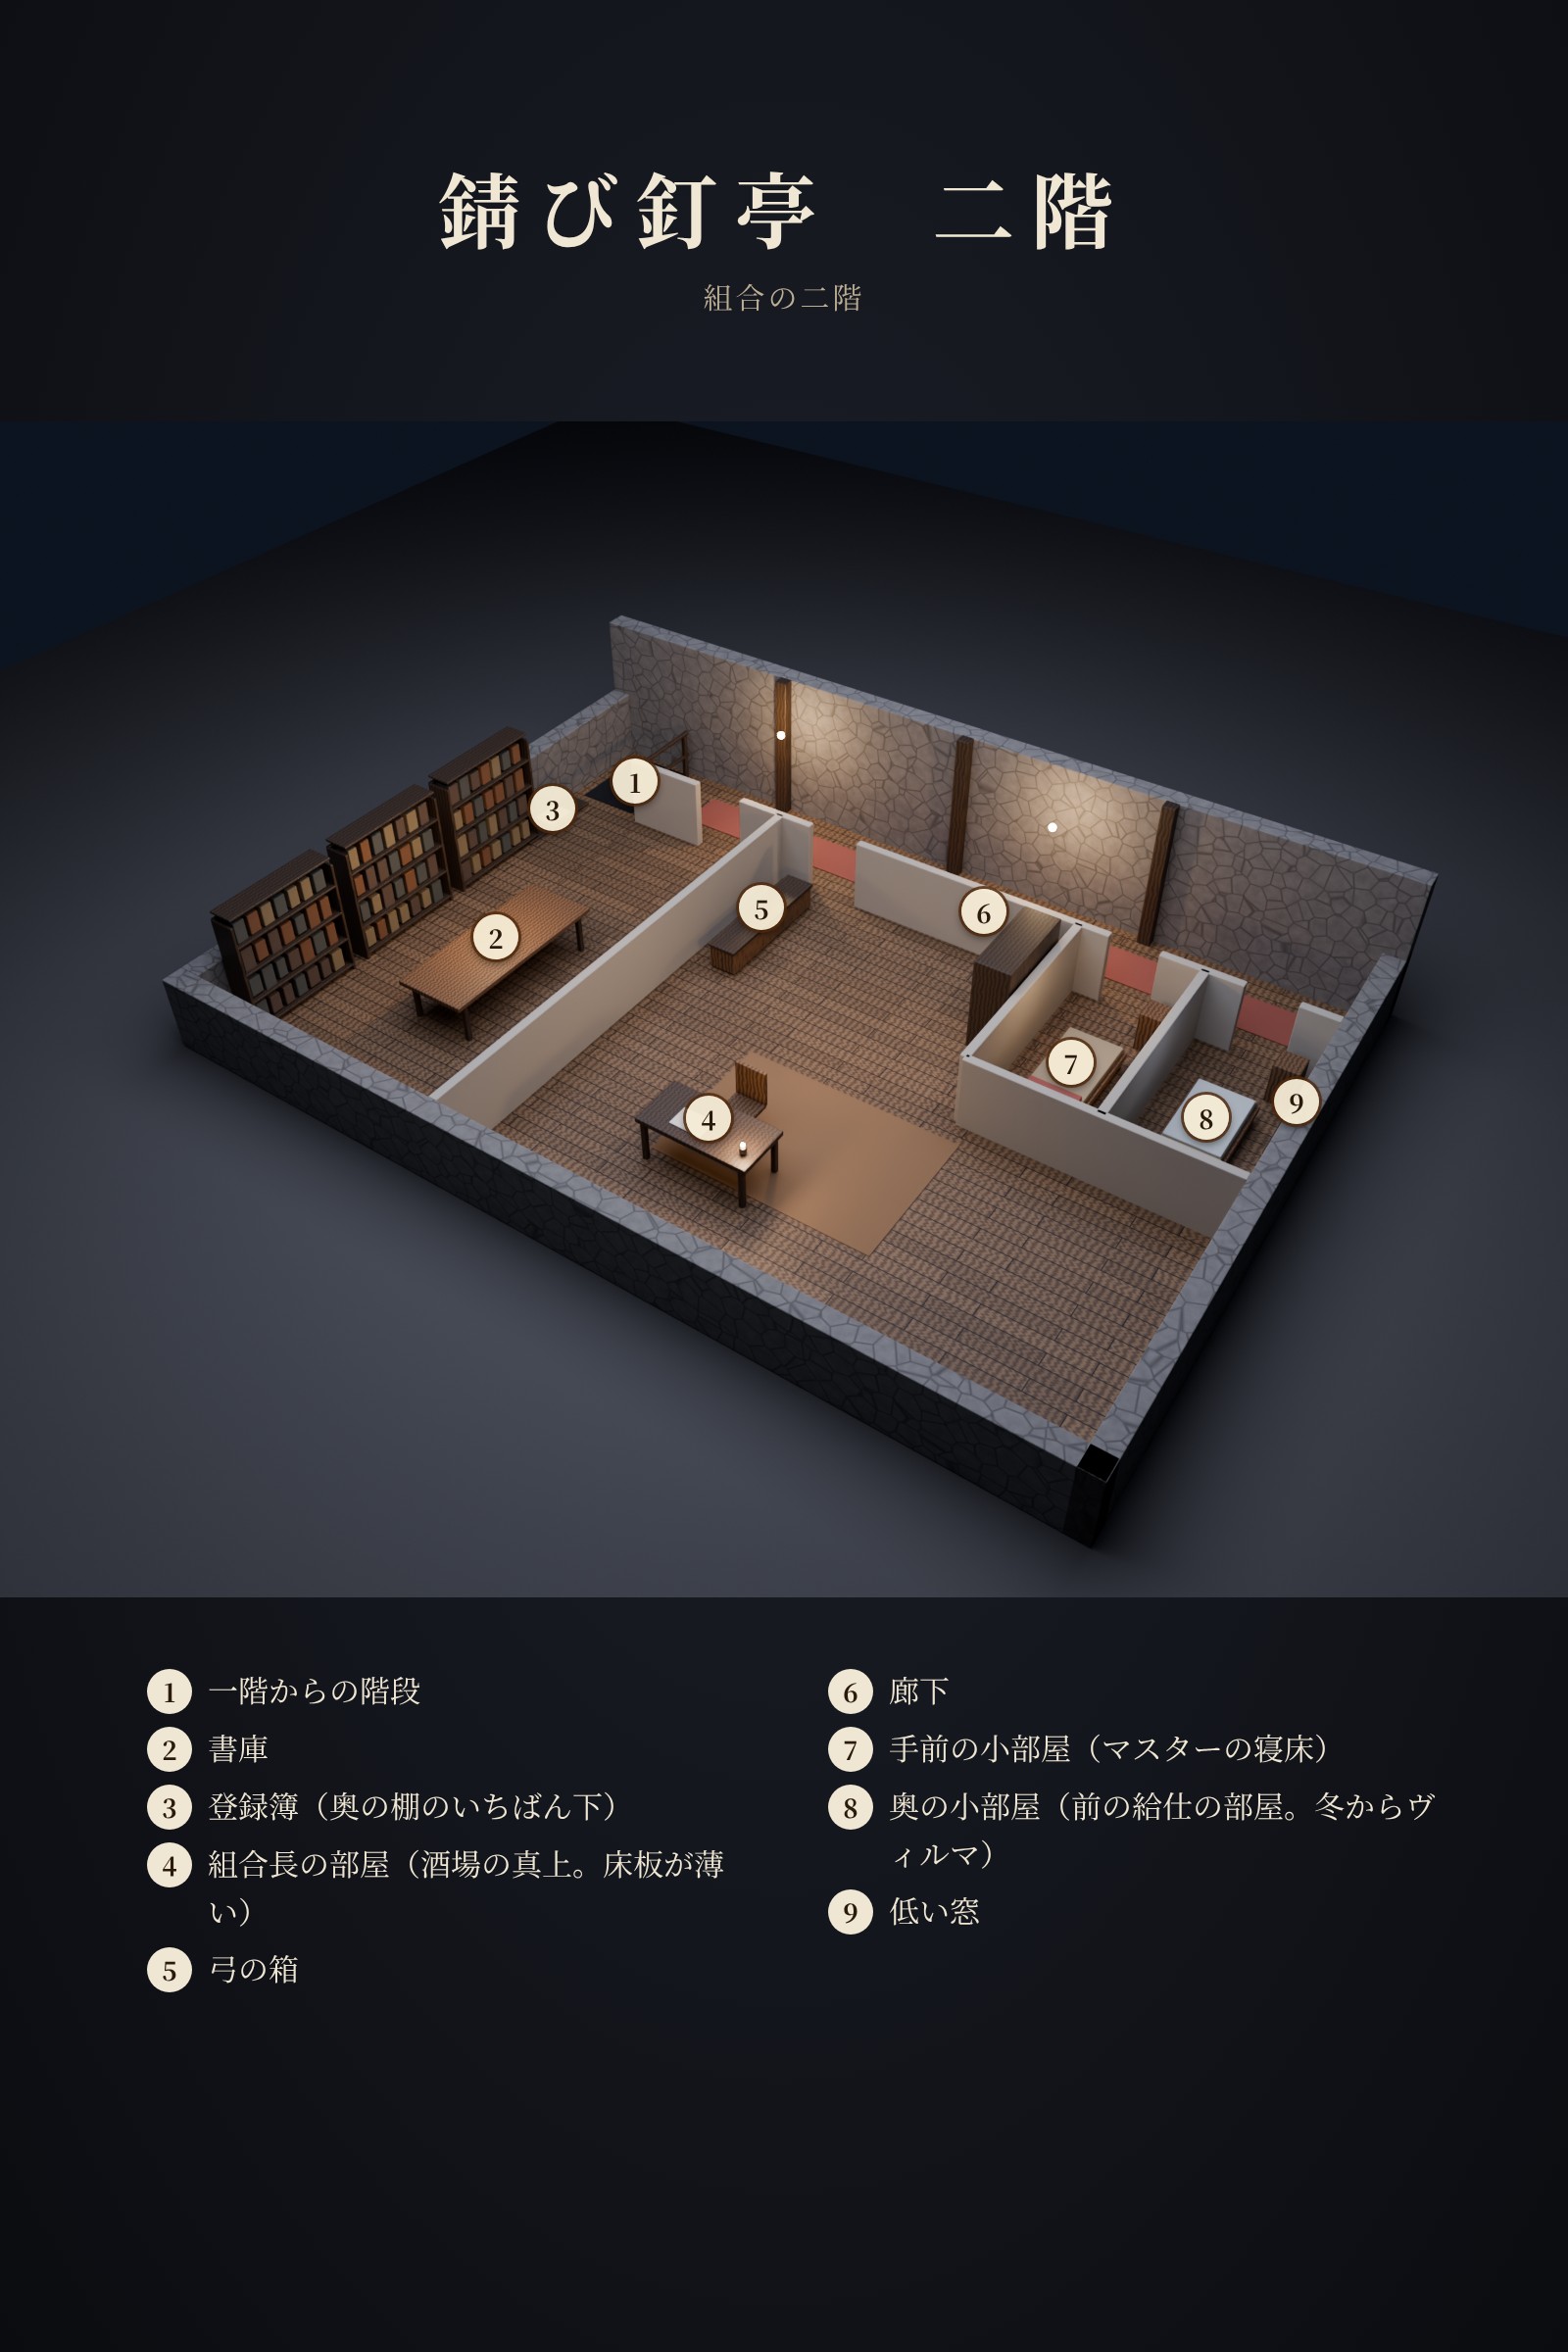 錆び釘亭　二階
組合の二階
1
3
5
6
2
7
9
8
4
1 一階からの階段
2 書庫
3 登録簿（奥の棚のいちばん下）
4 組合長の部屋（酒場の真上。床板が薄
い）
5 弓の箱
6 廊下
7 手前の小部屋（マスターの寝床）
8 奥の小部屋（前の給仕の部屋。冬からヴ
ィルマ）
9 低い窓